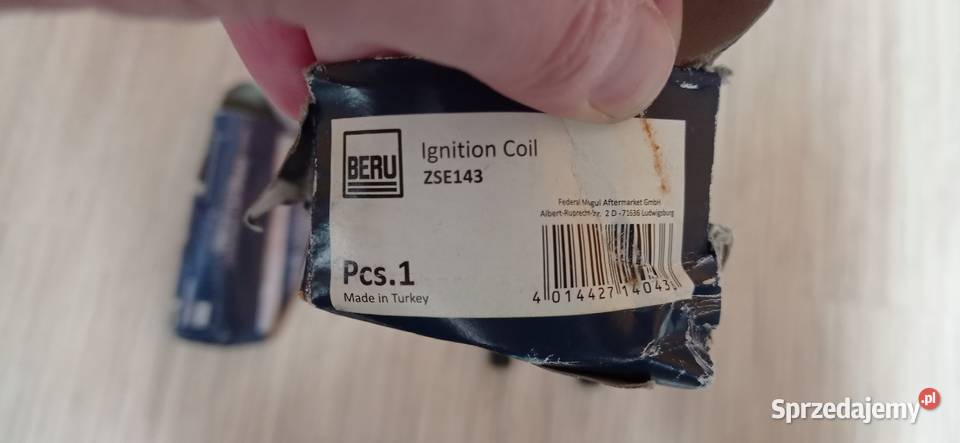 BERU
Ignition Coil
ZSE143
Federal Mogul Aftermarket GmbH
Albert-Ruprecht-Str. 2 D -71636 Ludwigsburg
Pcs.1
Made in Turkey
4 014427 14043
Sprzedajemy.pl